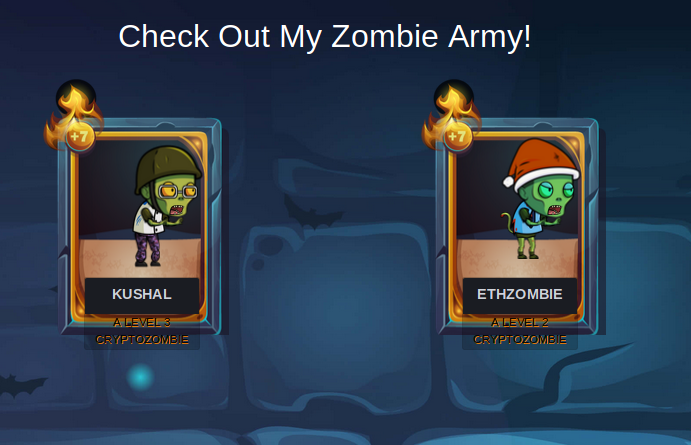 Check Out My Zombie Army!
+7
KUSHAL
A LEVEL 3
CRYPTOZOMBIE
+7
ETHZOMBIE
A LEVEL 2
CRYPTOZOMBIE